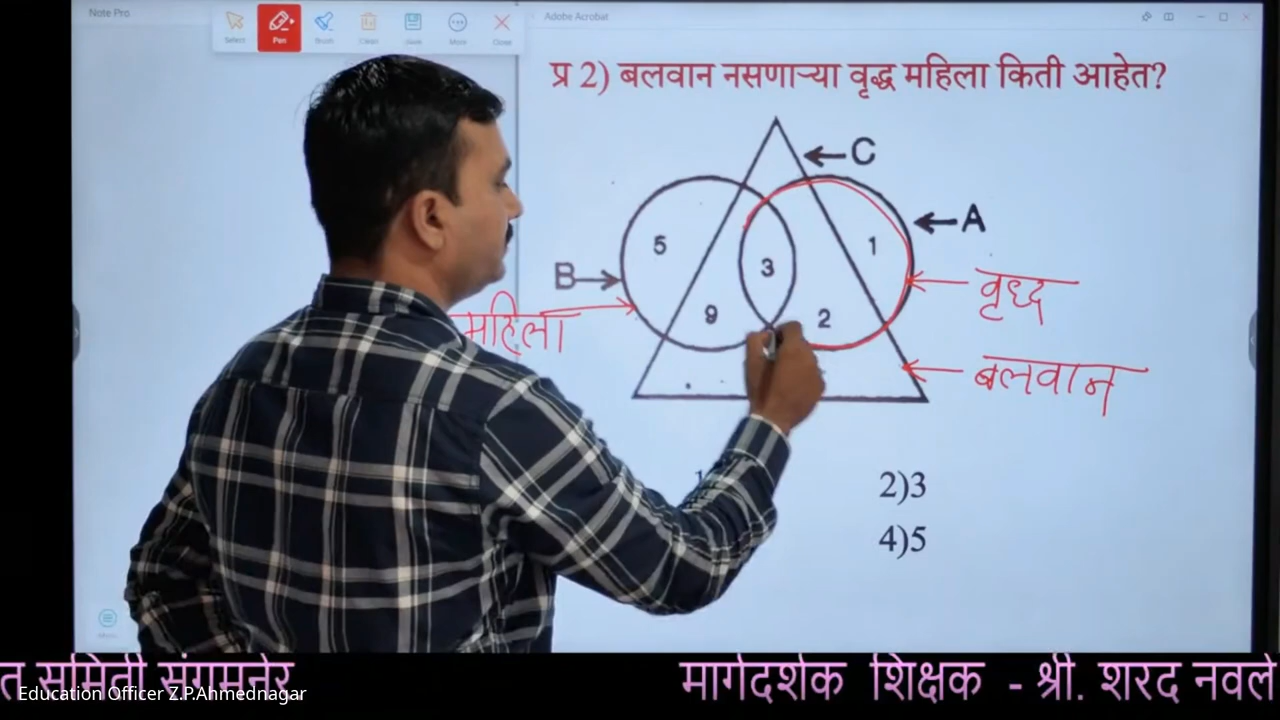 Note Pro
Select Pen Brush Clean Save More Close
Adobe Acrobat
प्र 2) बलवान नसणाऱ्या वृद्ध महिला किती आहेत?
C
A
5
1
B
3
वृध्द
9
2
महिला
बलवान
2)3
4)5
त समिती संगमनेर
मार्गदर्शक शिक्षक - श्री. शरद नवले
Education Officer Z.P.Ahmednagar